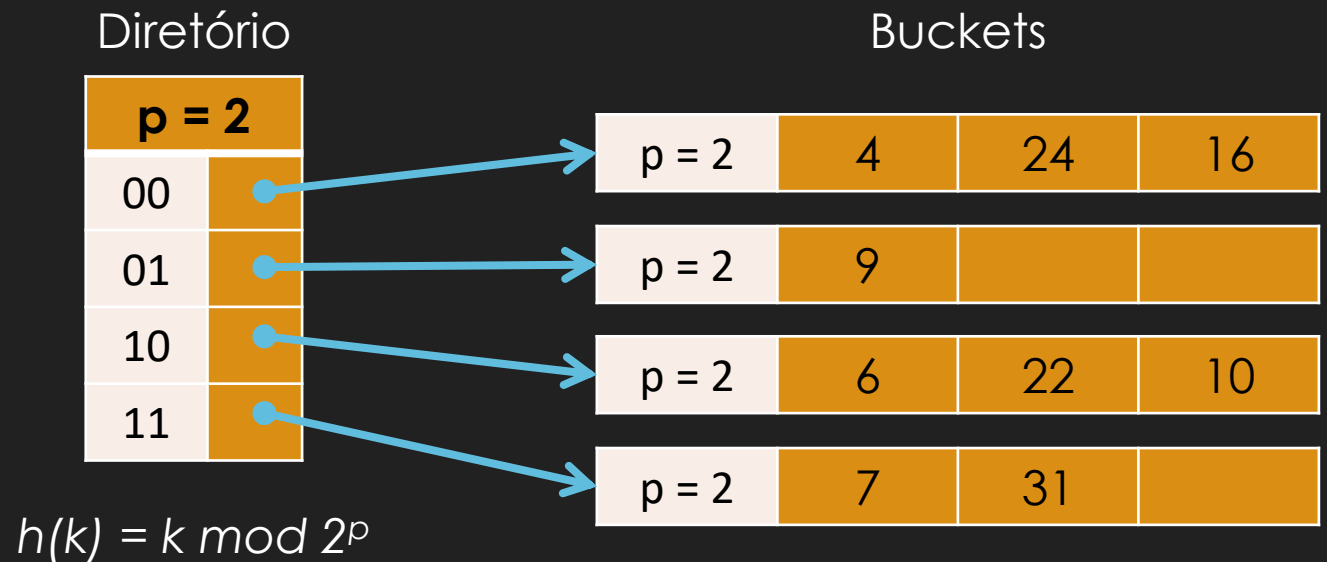 Diretório
Buckets
p = 2
00
01
10
11
p = 2 4 24 16
p = 2 9
p = 2 6 22 10
p = 2 7 31
h(k) = k mod 2ᵖ